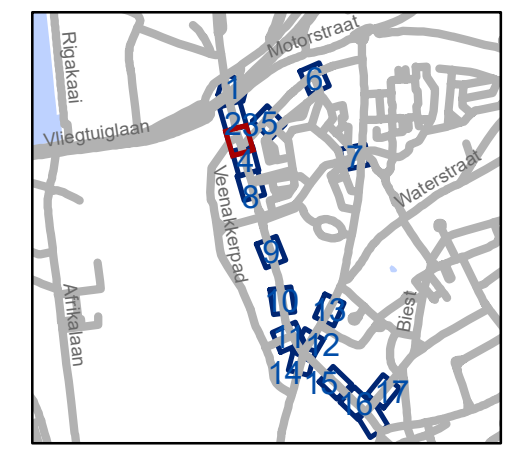 Rigakaai
Motorstraat
6
1
Vliegtuiglaan
2
3
5
4
7
Waterstraat
Veenakkerpad
8
9
10
13
Afrikalaan
Biest
11
12
14
15
16
17